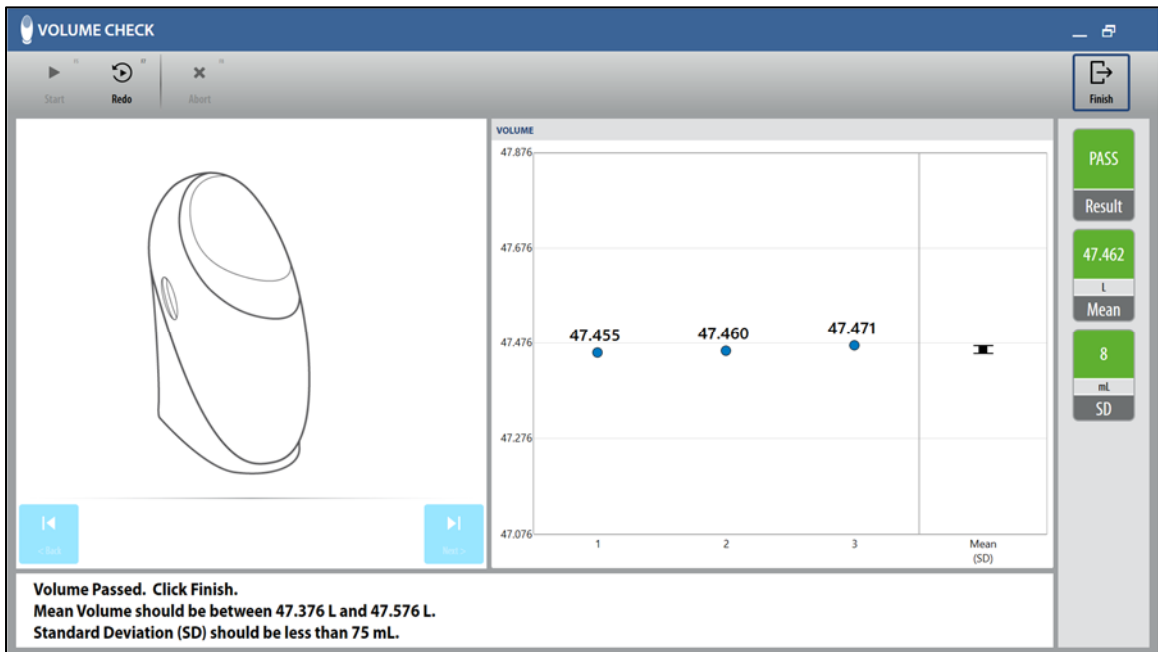 VOLUME CHECK
Start
Redo
Abort
Finish
VOLUME
47.876
47.676
47.476
47.276
47.076
47.455
47.460
47.471
1
2
3
Mean
(SD)
PASS
Result
47.462
L
Mean
8
mL
SD
< Back
Next >
Volume Passed. Click Finish.
Mean Volume should be between 47.376 L and 47.576 L.
Standard Deviation (SD) should be less than 75 mL.